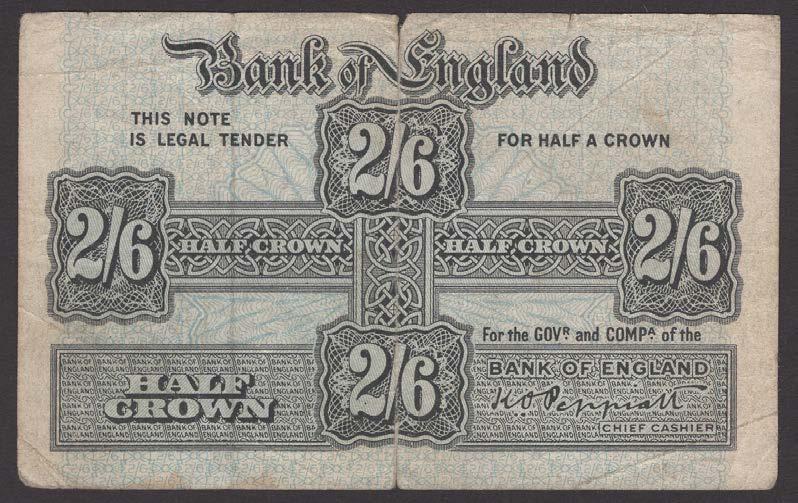 Bank of England
THIS NOTE
IS LEGAL TENDER
FOR HALF A CROWN
2/6
2/6
HALF CROWN
HALF CROWN
2/6
For the GOVR. and COMPA. of the
2/6
HALF
CROWN
BANK OF ENGLAND
K O Peppiatt
CHIEF CASHIER